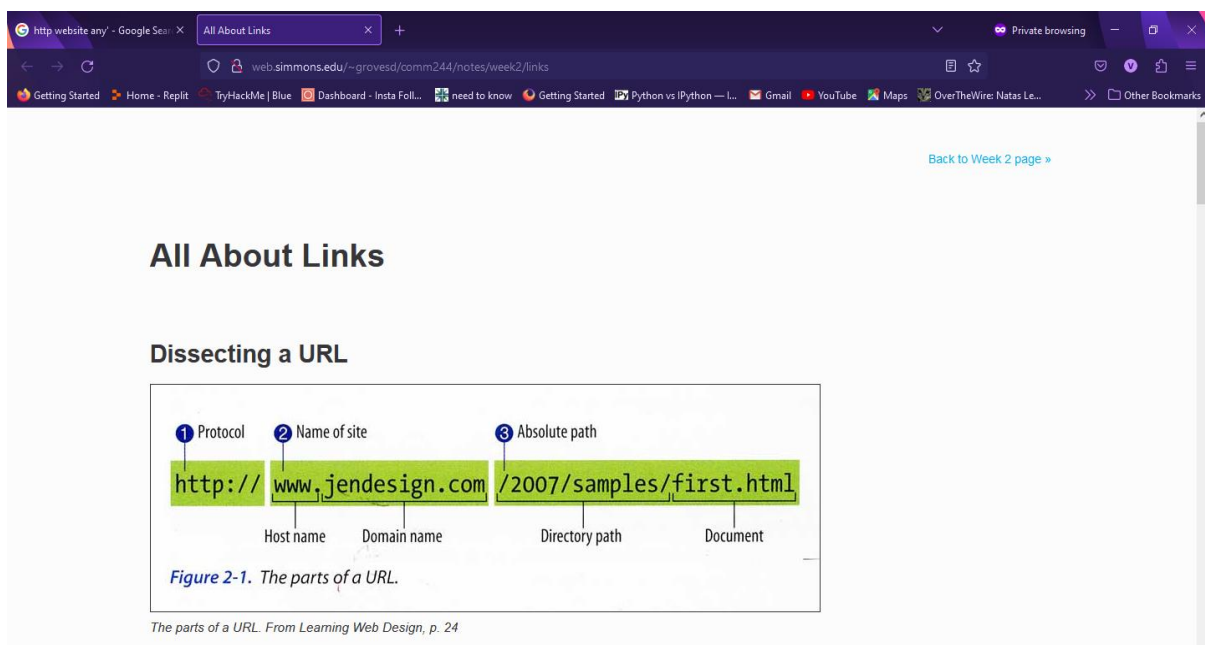 http website any' - Google Sear
All About Links
Private browsing
web.simmons.edu/~grovesd/comm244/notes/week2/links
Getting Started
Home - Replit
TryHackMe | Blue
Dashboard - Insta Foll...
need to know
Getting Started
IPy Python vs IPython — I...
Gmail
YouTube
Maps
OverTheWire: Natas Le...
Other Bookmarks
Back to Week 2 page »
All About Links
Dissecting a URL
1 Protocol
2 Name of site
3 Absolute path
http:// www.jendesign.com /2007/samples/first.html
Host name
Domain name
Directory path
Document
Figure 2-1. The parts of a URL.
The parts of a URL. From Learning Web Design, p. 24